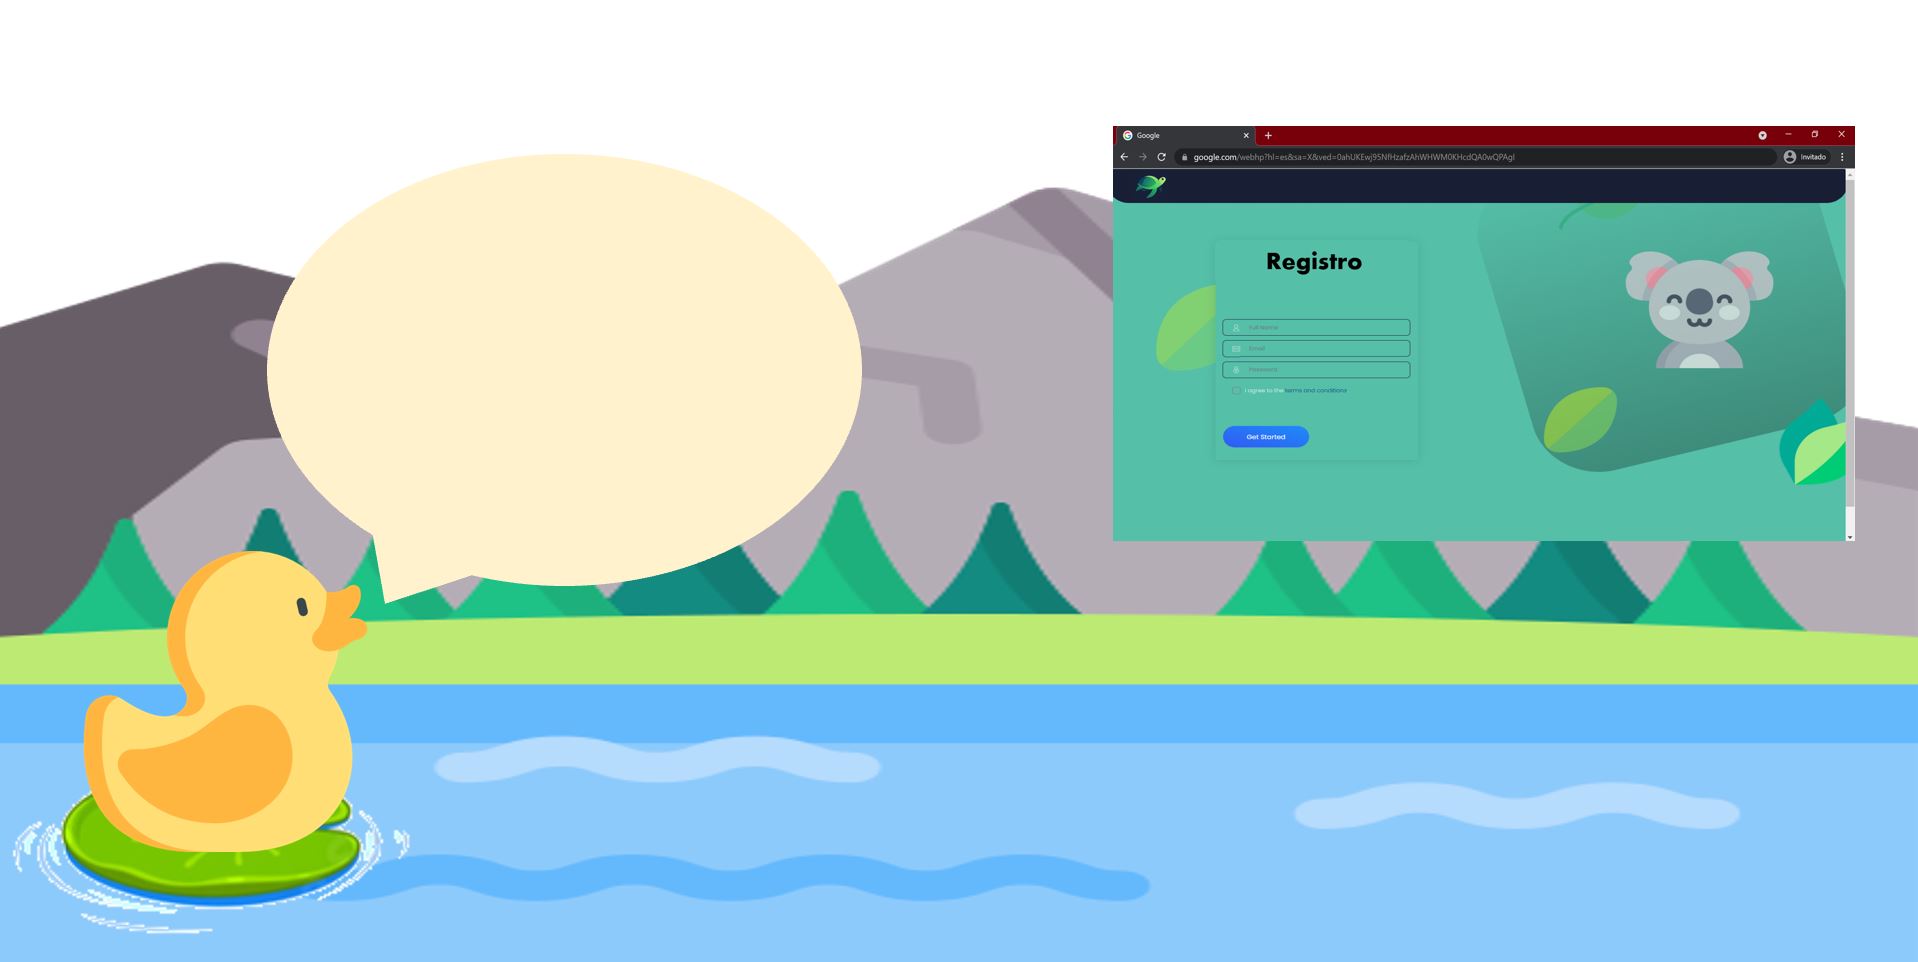 Google
google.com/webhp?hl=es&sa=X&ved=0ahUKEwj95NfHzafzAhWHWM0KHcdQA0wQPAgI
Invitado
Registro
Full Name
Email
Password
I agree to the terms and conditions
Get Started